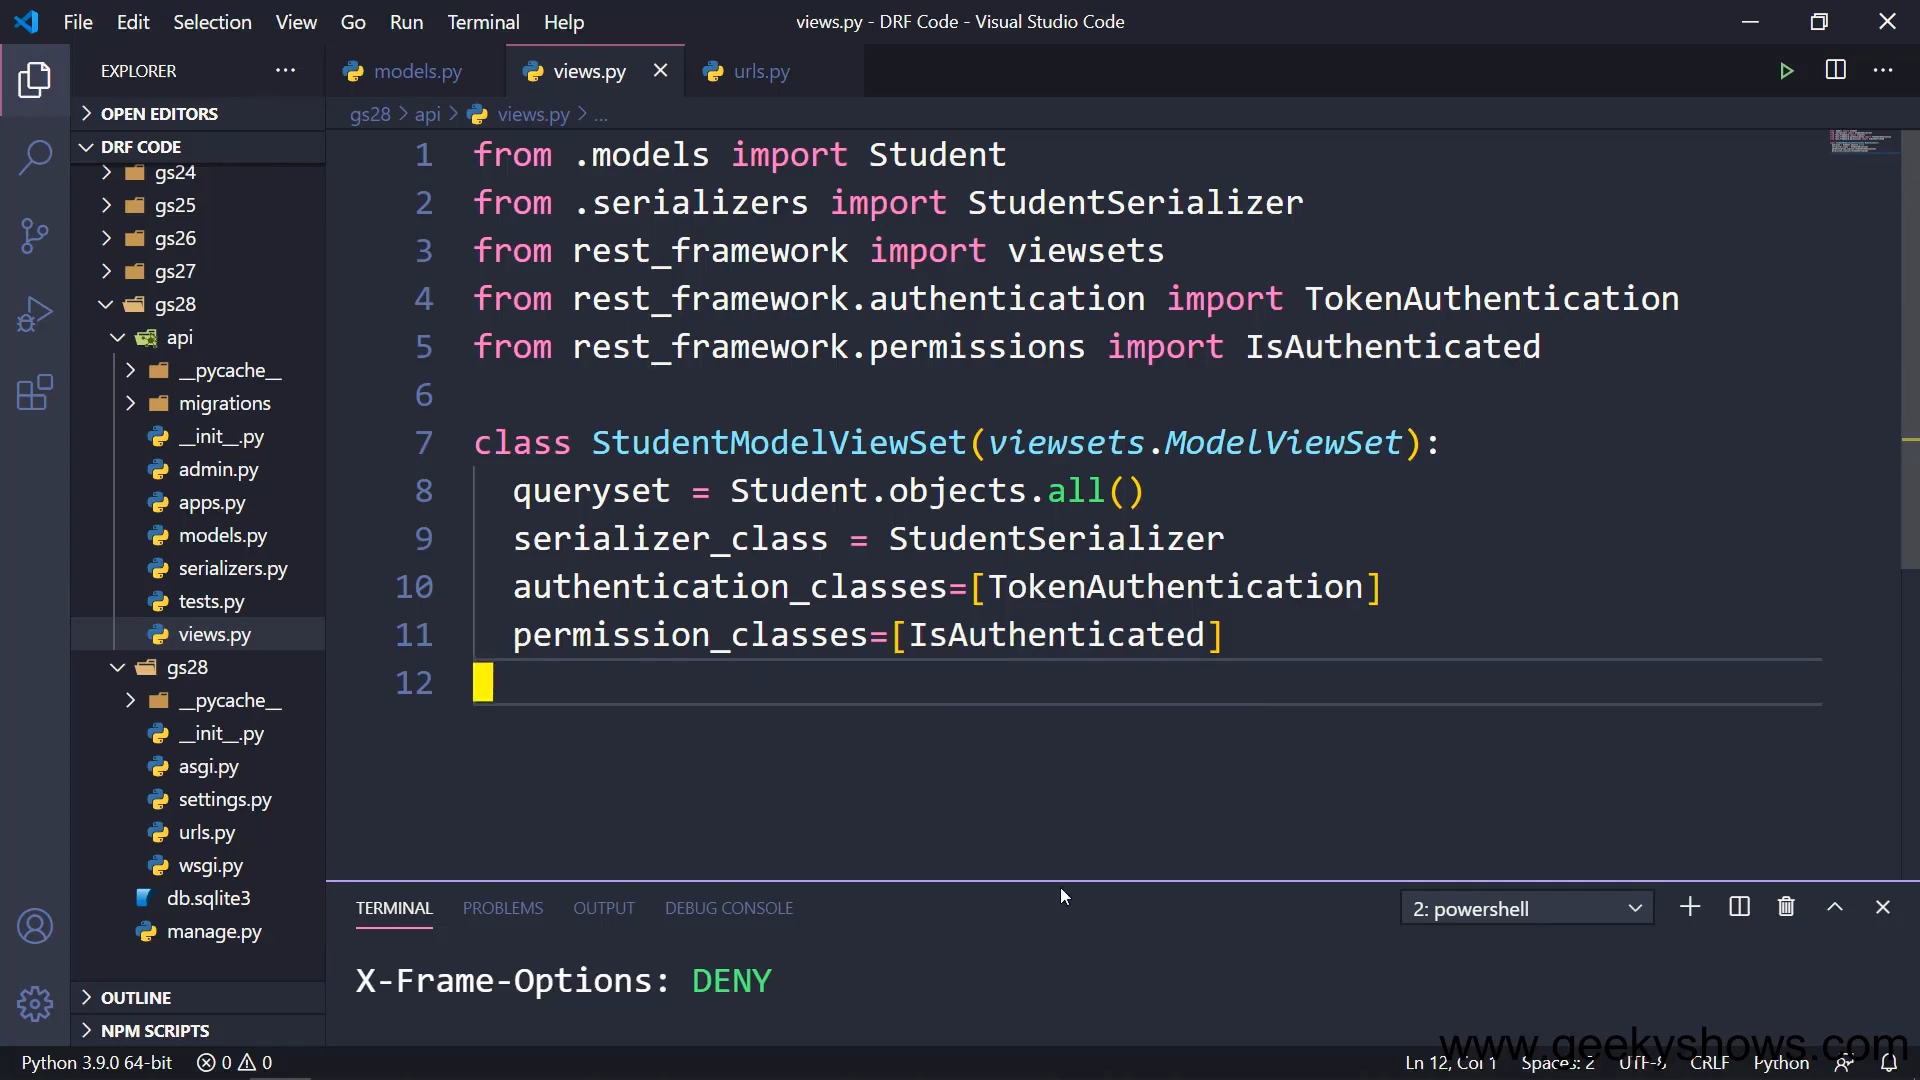 File Edit Selection View Go Run Terminal Help
views.py - DRF Code - Visual Studio Code
EXPLORER
models.py
views.py
urls.py
OPEN EDITORS
gs28 > api > views.py > ...
DRF CODE
gs24
gs25
gs26
gs27
gs28
api
__pycache__
migrations
__init__.py
admin.py
apps.py
models.py
serializers.py
tests.py
views.py
gs28
__pycache__
__init__.py
asgi.py
settings.py
urls.py
wsgi.py
db.sqlite3
manage.py
OUTLINE
NPM SCRIPTS
1 from .models import Student
2 from .serializers import StudentSerializer
3 from rest_framework import viewsets
4 from rest_framework.authentication import TokenAuthentication
5 from rest_framework.permissions import IsAuthenticated
6
7 class StudentModelViewSet(viewsets.ModelViewSet):
8 queryset = Student.objects.all()
9 serializer_class = StudentSerializer
10 authentication_classes=[TokenAuthentication]
11 permission_classes=[IsAuthenticated]
12
TERMINAL PROBLEMS OUTPUT DEBUG CONSOLE
2: powershell
X-Frame-Options: DENY
www.geekyshows.com
Python 3.9.0 64-bit 0 0
Ln 12, Col 1 Spaces: 2 UTF-8 CRLF Python